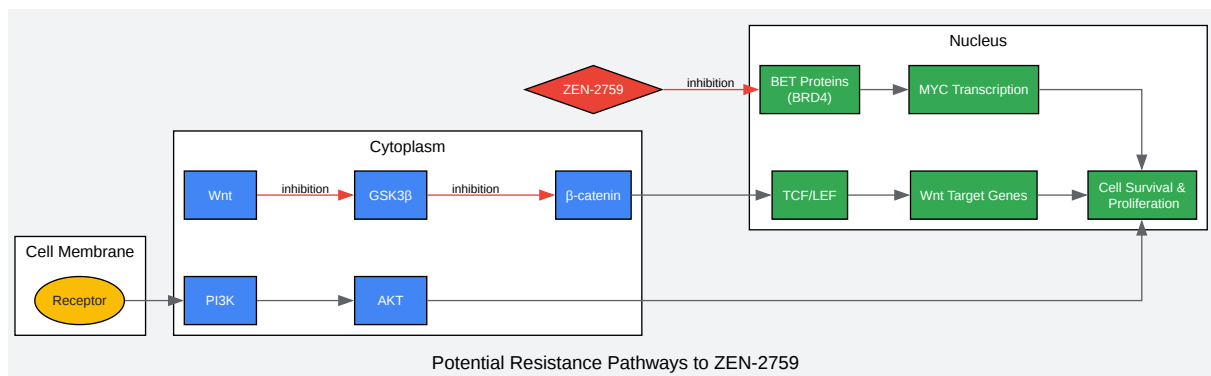 Nucleus
ZEN-2759
inhibition
BET Proteins
(BRD4)
MYC Transcription
Cytoplasm
Wnt
inhibition
GSK3β
inhibition
β-catenin
TCF/LEF
Wnt Target Genes
Cell Survival &
Proliferation
Cell Membrane
Receptor
PI3K
AKT
Potential Resistance Pathways to ZEN-2759